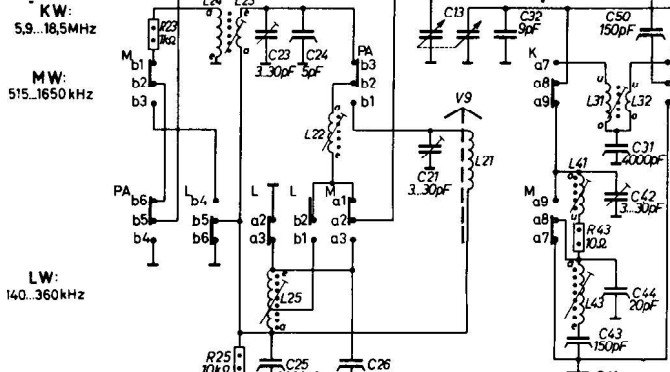 KW:
5,9...18,5MHz
MW:
515...1650kHz
LW:
140...360kHz
R23
1kΩ
L24
L23
C23
3...30pF
C24
5pF
C13
C32
9pF
C50
150pF
M
b1
b2
b3
PA
b3
b2
b1
K
a7
a8
a9
L22
V9
L21
C21
3...30pF
u
L31
a
u
L32
a
C31
4000pF
PA
b6
b5
b4
L
b4
b5
b6
L
a2
a3
L
b2
b1
M
a1
a2
a3
L41
C42
3...30pF
M
a9
a8
a7
R43
10Ω
L25
L43
C44
20pF
C43
150pF
R25
10kΩ
C25
C26